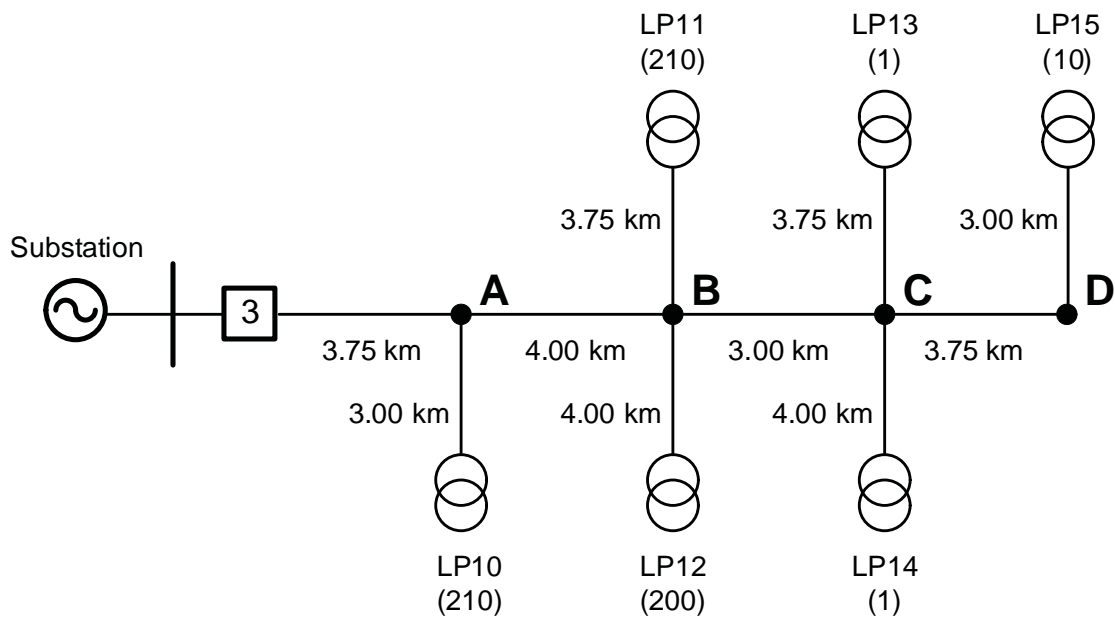 LP11
(210)
LP13
(1)
LP15
(10)
3.75 km
3.75 km
3.00 km
Substation
3
A
B
C
D
3.75 km
4.00 km
3.00 km
3.75 km
3.00 km
4.00 km
4.00 km
LP10
(210)
LP12
(200)
LP14
(1)